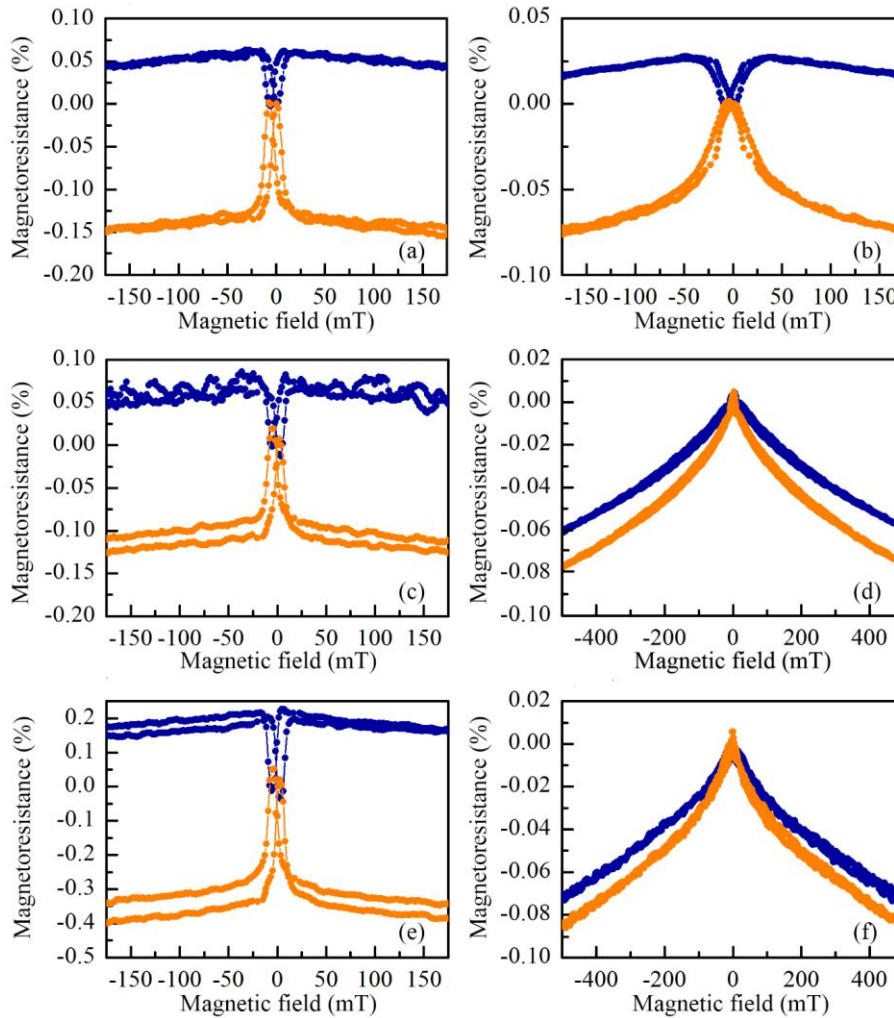 Magnetoresistance (%)
0.10
0.05
0.00
-0.05
-0.10
-0.15
-0.20
(a)
-150 -100 -50 0 50 100 150
Magnetic field (mT)
Magnetoresistance (%)
0.05
0.00
-0.05
-0.10
(b)
-150 -100 -50 0 50 100 150
Magnetic field (mT)
Magnetoresistance (%)
0.10
0.05
0.00
-0.05
-0.10
-0.15
-0.20
(c)
-150 -100 -50 0 50 100 150
Magnetic field (mT)
Magnetoresistance (%)
0.02
0.00
-0.02
-0.04
-0.06
-0.08
-0.10
(d)
-400 -200 0 200 400
Magnetic field (mT)
Magnetoresistance (%)
0.2
0.1
0.0
-0.1
-0.2
-0.3
-0.4
-0.5
(e)
-150 -100 -50 0 50 100 150
Magnetic field (mT)
Magnetoresistance (%)
0.02
0.00
-0.02
-0.04
-0.06
-0.08
-0.10
(f)
-400 -200 0 200 400
Magnetic field (mT)